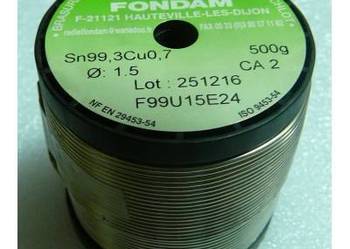 FONDAM
F-21121 HAUTEVILLE-LES-DIJON
Sn99,3Cu0,7 500g
Ø: 1.5 CA 2
Lot : 251216
F99U15E24
NF EN 29453-54 ISO 9453-54